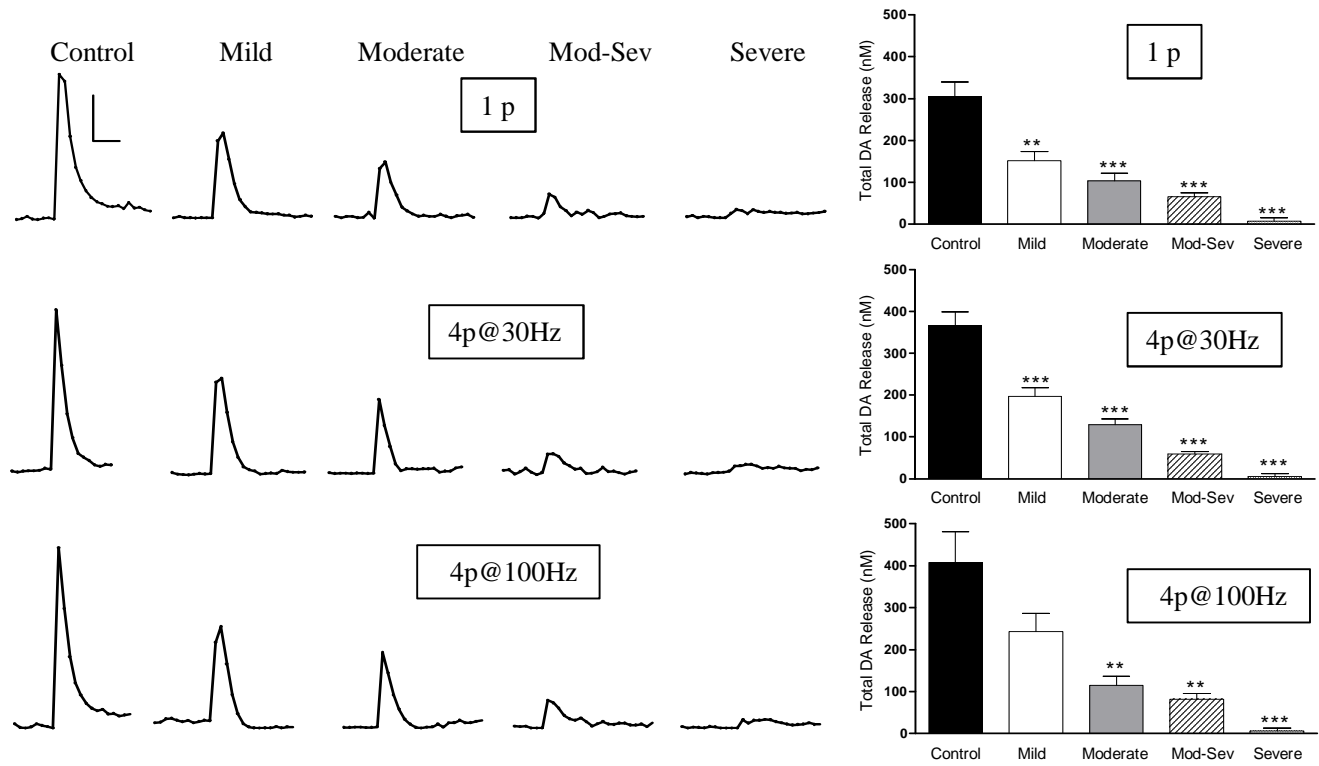 Control Mild Moderate Mod-Sev Severe
1 p
4p@30Hz
4p@100Hz
500
400
300
200
100
0
Total DA Release (nM)
1 p
**
***
***
***
Control Mild Moderate Mod-Sev Severe
500
400
300
200
100
0
Total DA Release (nM)
4p@30Hz
***
***
***
***
Control Mild Moderate Mod-Sev Severe
500
400
300
200
100
0
Total DA Release (nM)
4p@100Hz
**
**
***
Control Mild Moderate Mod-Sev Severe